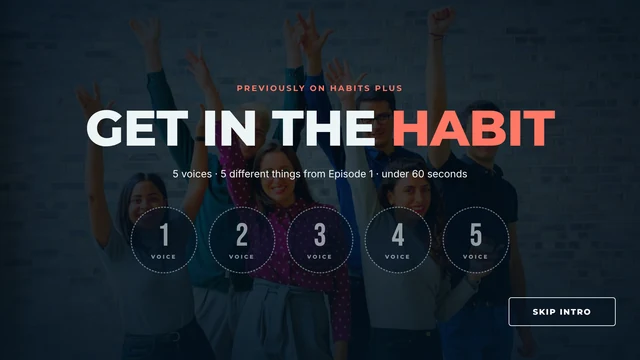 PREVIOUSLY ON HABITS PLUS
GET IN THE HABIT
5 voices · 5 different things from Episode 1 · under 60 seconds
1 2 3 4 5
VOICE VOICE VOICE VOICE VOICE
SKIP INTRO